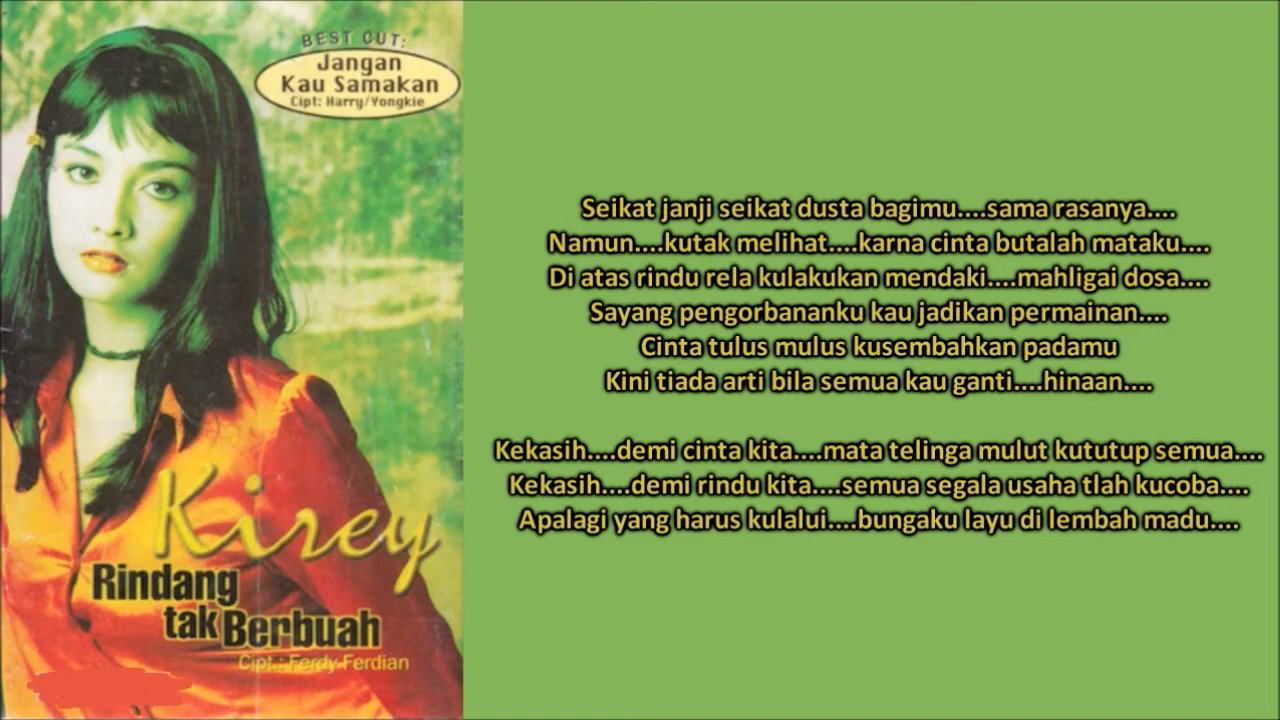 BEST CUT:
Jangan
Kau Samakan
Cipt: Harry/Yongkie
Kirey
Rindang
tak Berbuah
Cipt.: Ferdy Ferdian
Seikat janji seikat dusta bagimu....sama rasanya....
Namun....kutak melihat....karna cinta butalah mataku....
Di atas rindu rela kulakukan mendaki....mahligai dosa....
Sayang pengorbananku kau jadikan permainan....
Cinta tulus mulus kusembahkan padamu
Kini tiada arti bila semua kau ganti....hinaan....
Kekasih....demi cinta kita....mata telinga mulut kututup semua....
Kekasih....demi rindu kita....semua segala usaha tlah kucoba....
Apalagi yang harus kulalui....bungaku layu di lembah madu....